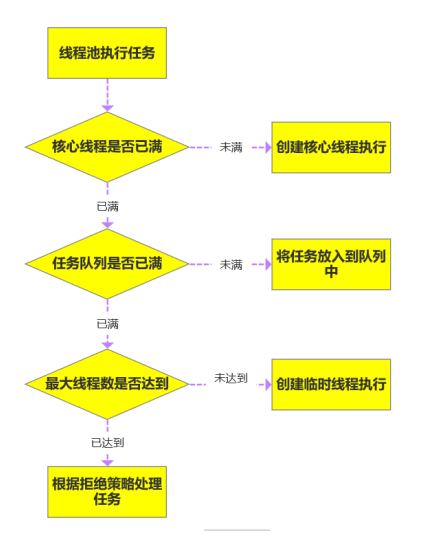 线程池执行任务
核心线程是否已满
未满
创建核心线程执行
已满
任务队列是否已满
未满
将任务放入到队列
中
已满
最大线程数是否达到
未达到
创建临时线程执行
已达到
根据拒绝策略处理
任务